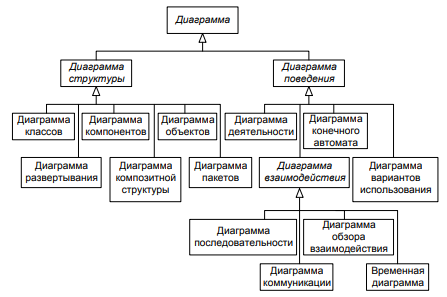 Диаграмма
Диаграмма
структуры
Диаграмма
поведения
Диаграмма
классов
Диаграмма
компонентов
Диаграмма
объектов
Диаграмма
деятельности
Диаграмма
конечного
автомата
Диаграмма
развертывания
Диаграмма
композитной
структуры
Диаграмма
пакетов
Диаграмма
взаимодействия
Диаграмма
вариантов
использования
Диаграмма
последовательности
Диаграмма
обзора
взаимодействия
Диаграмма
коммуникации
Временная
диаграмма